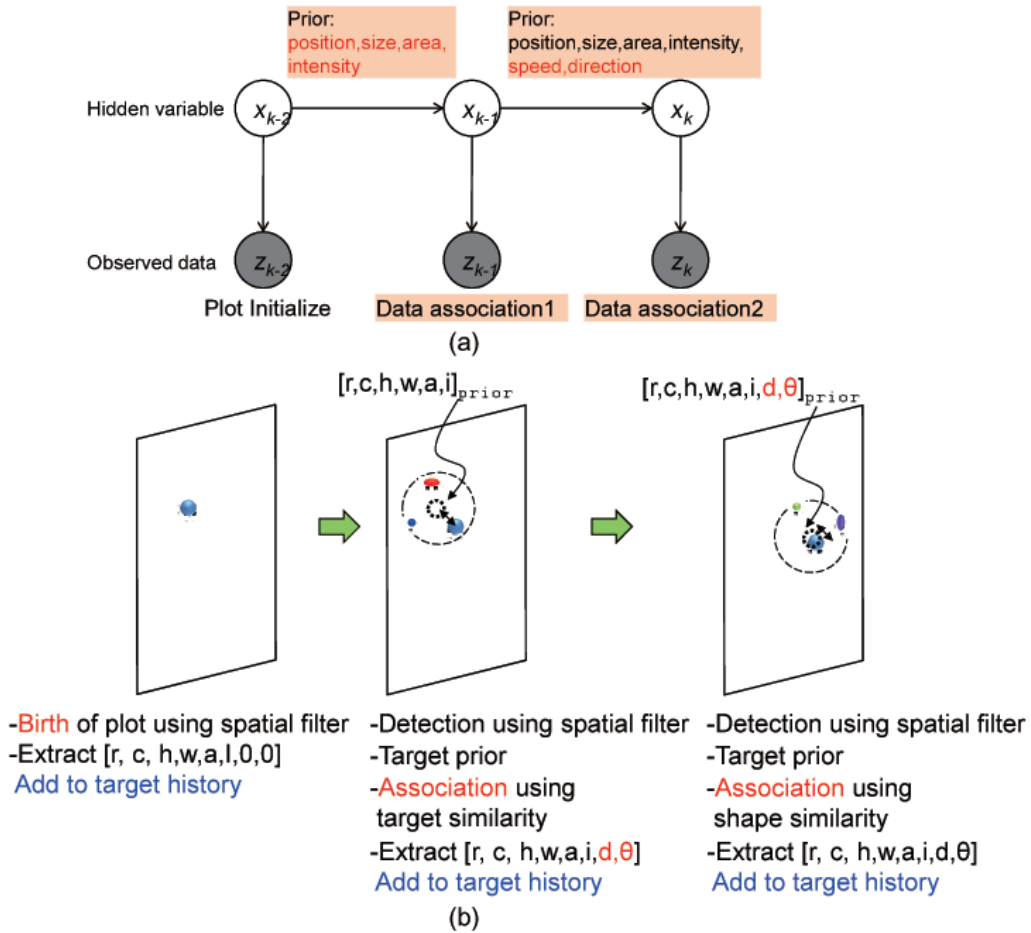 Prior:
position,size,area,
intensity
Prior:
position,size,area,intensity,
speed,direction
Hidden variable
x_{k-2}
x_{k-1}
x_k
Observed data
z_{k-2}
z_{k-1}
z_k
Plot Initialize
Data association1
Data association2
(a)
[r,c,h,w,a,i]prior
[r,c,h,w,a,i,d,θ]prior
-Birth of plot using spatial filter
-Extract [r, c, h,w,a,I,0,0]
Add to target history
-Detection using spatial filter
-Target prior
-Association using
target similarity
-Extract [r, c, h,w,a,i,d,θ]
Add to target history
-Detection using spatial filter
-Target prior
-Association using
shape similarity
-Extract [r, c, h,w,a,i,d,θ]
Add to target history
(b)